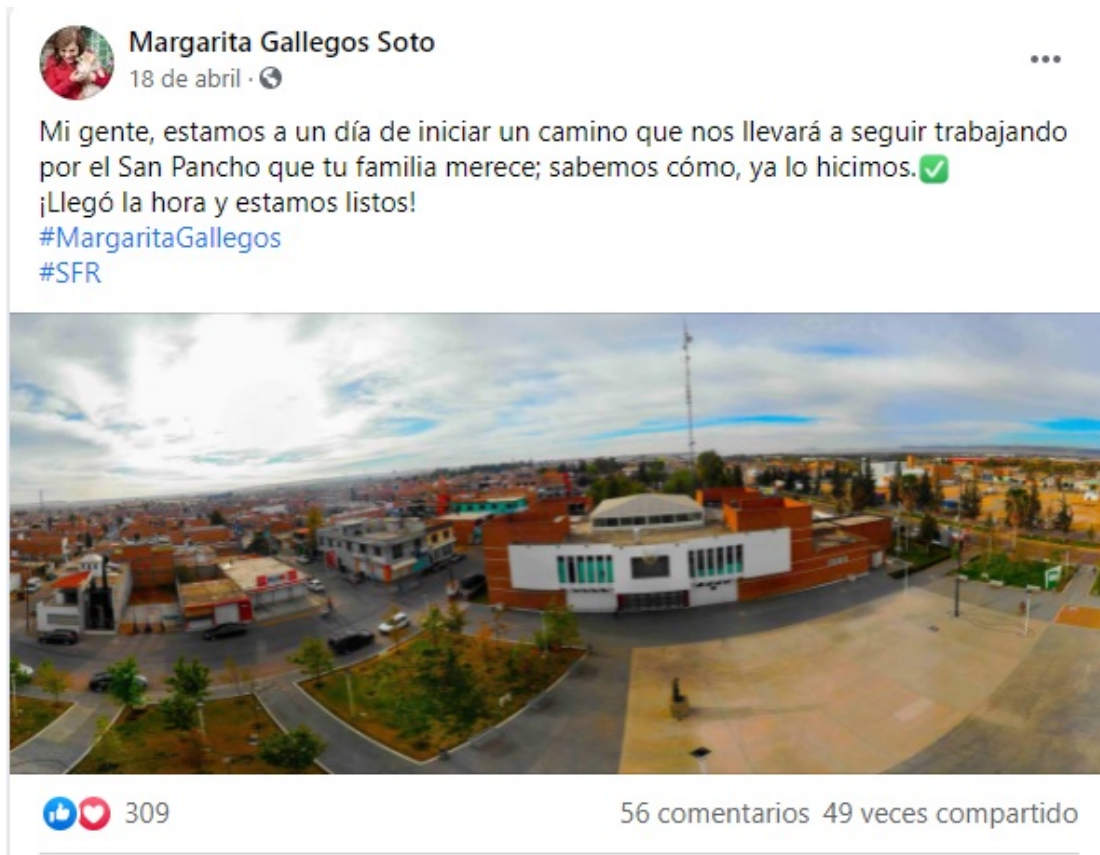 Margarita Gallegos Soto
18 de abril ·
Mi gente, estamos a un día de iniciar un camino que nos llevará a seguir trabajando
por el San Pancho que tu familia merece; sabemos cómo, ya lo hicimos.✅
¡Llegó la hora y estamos listos!
#MargaritaGallegos
#SFR
309
56 comentarios 49 veces compartido